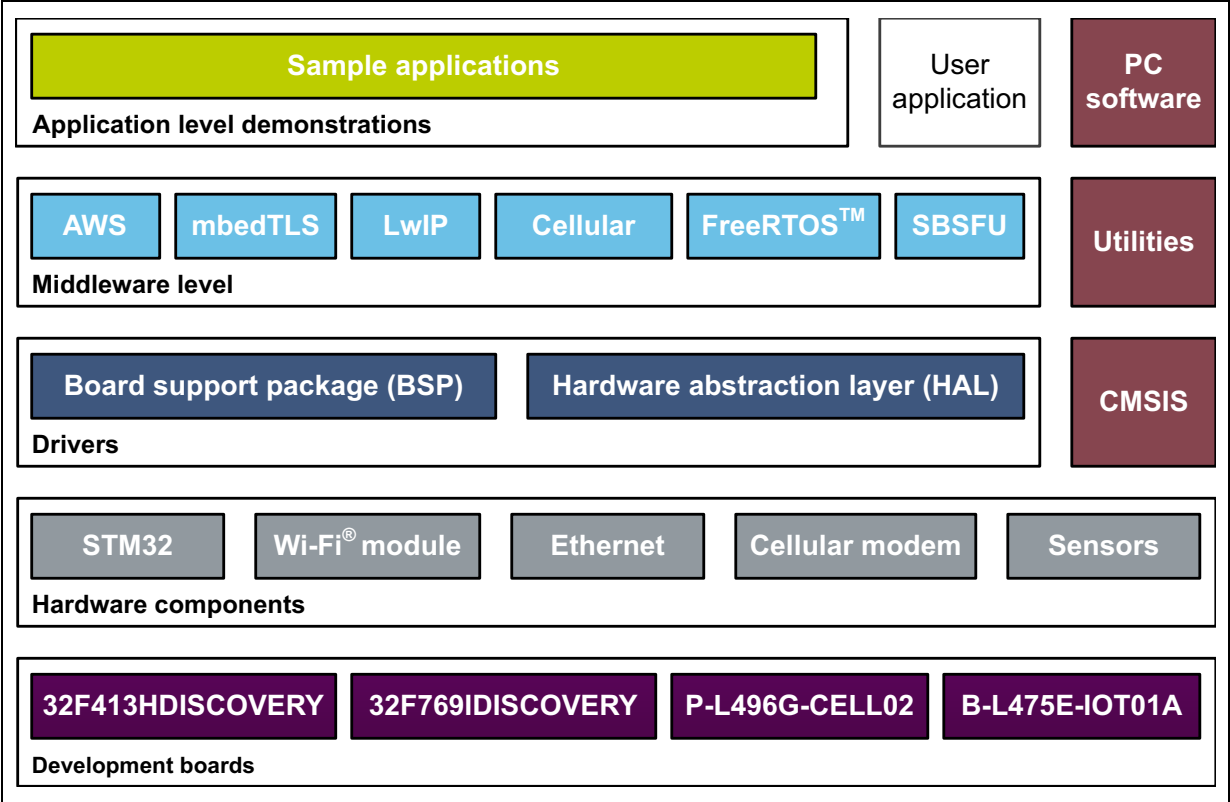 Sample applications
Application level demonstrations
User
application
PC
software
AWS
mbedTLS
LwIP
Cellular
FreeRTOS™
SBSFU
Middleware level
Utilities
Board support package (BSP)
Hardware abstraction layer (HAL)
Drivers
CMSIS
STM32
Wi-Fi® module
Ethernet
Cellular modem
Sensors
Hardware components
32F413HDISCOVERY
32F769IDISCOVERY
P-L496G-CELL02
B-L475E-IOT01A
Development boards